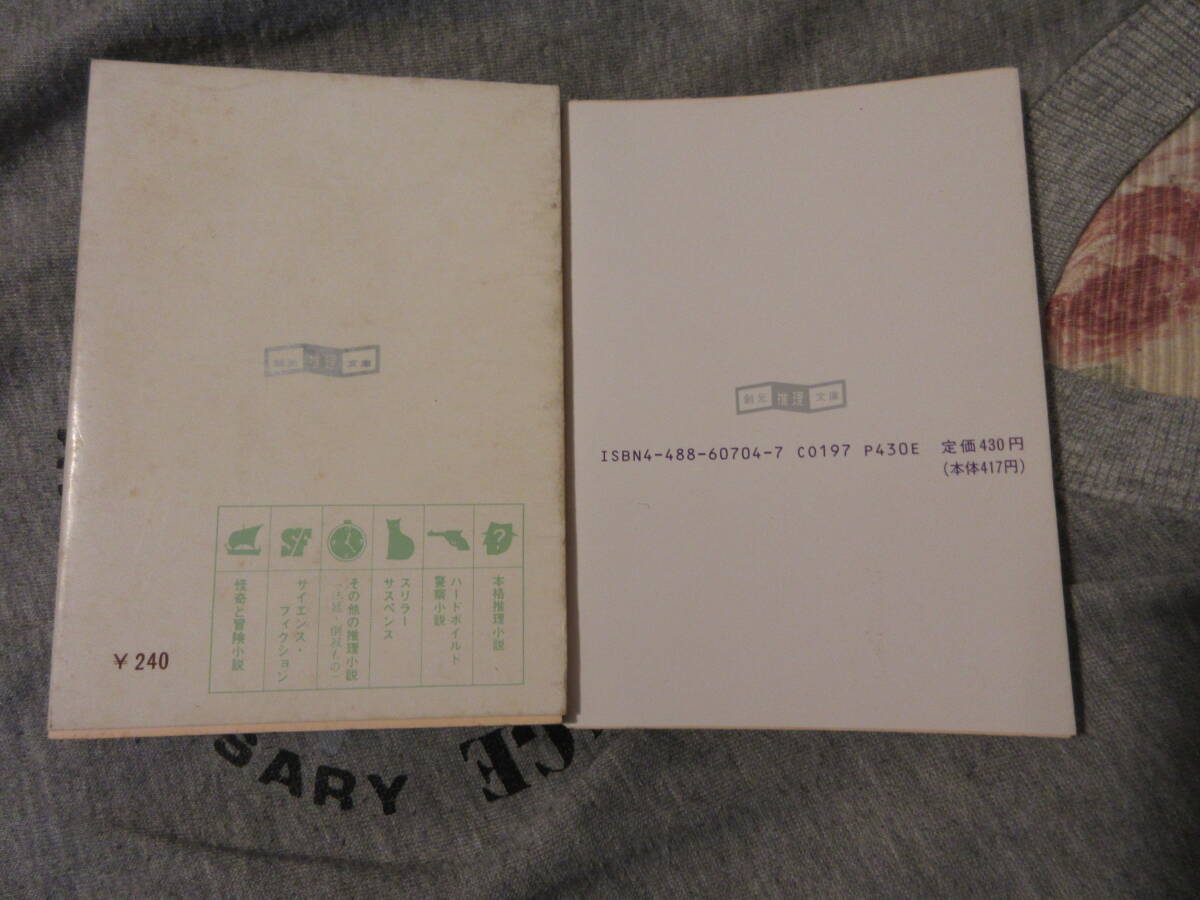 創元 推理 文庫
本格推理小説
ハードボイルド
警察小説
スリラー
サスペンス
その他の推理小説
サイエンス・
フィクション
怪奇と冒険小説
¥ 240
創元 推理 文庫
ISBN4-488-60704-7 C0197 P430E 定価430円
(本体417円)
SARY